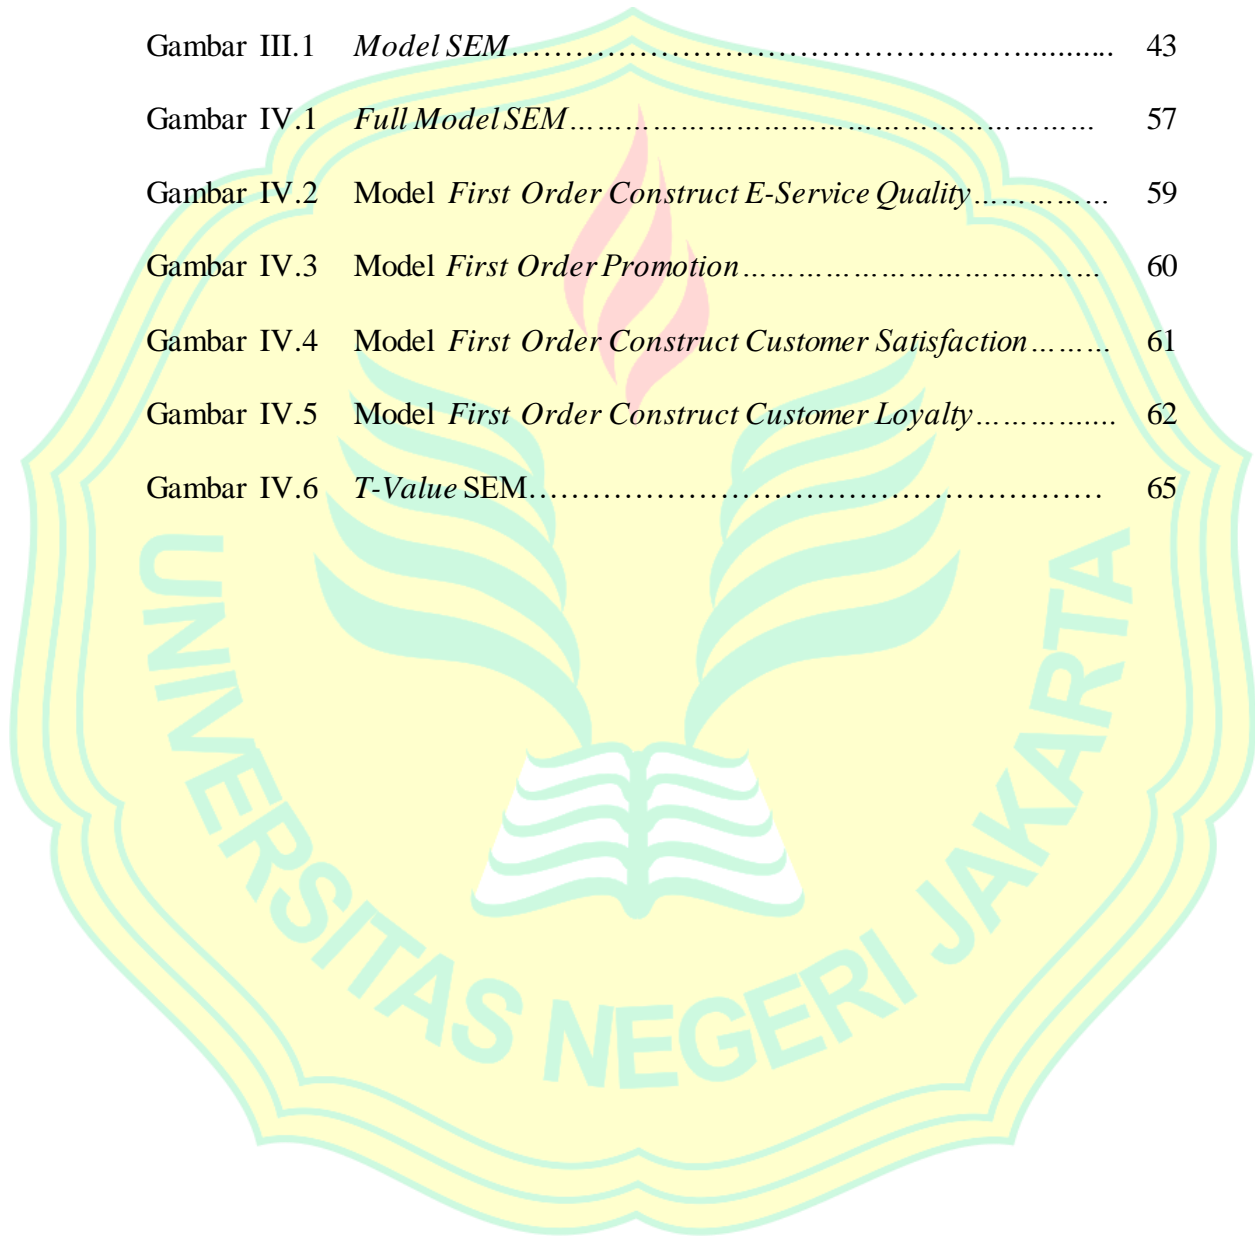 Gambar III.1 Model SEM……………………………………………........... 43
Gambar IV.1 Full Model SEM………………………………………………… 57
Gambar IV.2 Model First Order Construct E-Service Quality…………… 59
Gambar IV.3 Model First Order Promotion………………………………… 60
Gambar IV.4 Model First Order Construct Customer Satisfaction……… 61
Gambar IV.5 Model First Order Construct Customer Loyalty………….... 62
Gambar IV.6 T-Value SEM……………………………………………… 65
UNIVERSITAS NEGERI JAKARTA